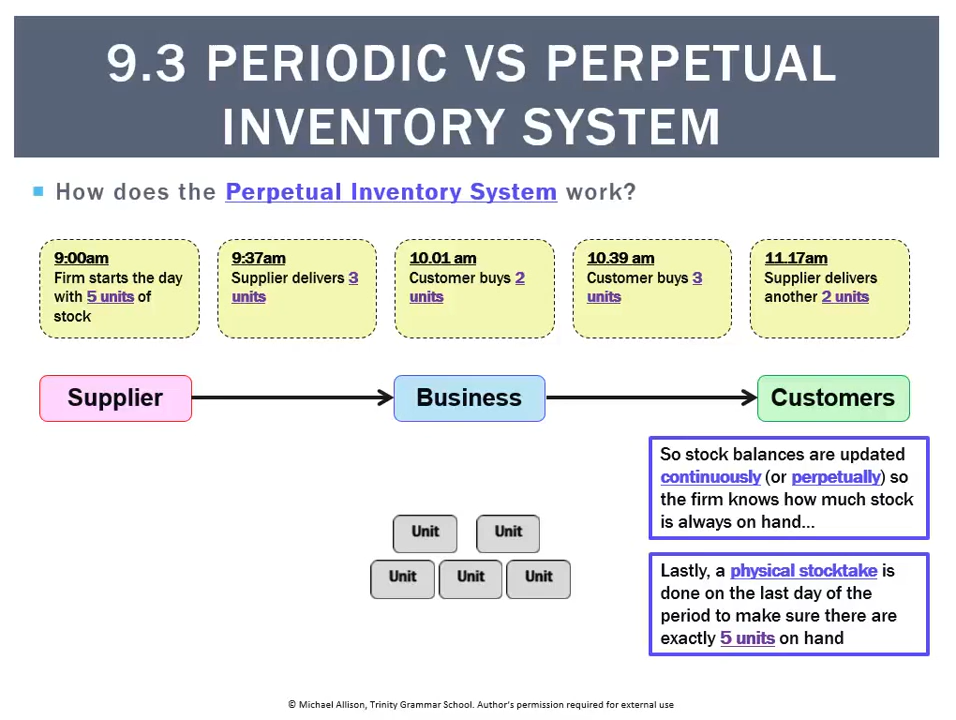 9.3 PERIODIC VS PERPETUAL
INVENTORY SYSTEM
How does the Perpetual Inventory System work?
9:00am
Firm starts the day
with 5 units of
stock
9:37am
Supplier delivers 3
units
10.01 am
Customer buys 2
units
10.39 am
Customer buys 3
units
11.17am
Supplier delivers
another 2 units
Supplier
Business
Customers
So stock balances are updated
continuously (or perpetually) so
the firm knows how much stock
is always on hand...
Unit
Unit
Unit
Unit
Unit
Lastly, a physical stocktake is
done on the last day of the
period to make sure there are
exactly 5 units on hand
© Michael Allison, Trinity Grammar School. Author's permission required for external use